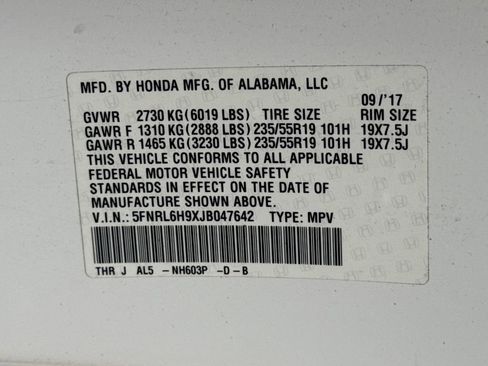 MFD. BY HONDA MFG. OF ALABAMA, LLC
09/'17
GVWR 2730 KG(6019 LBS) TIRE SIZE RIM SIZE
GAWR F 1310 KG(2888 LBS) 235/55R19 101H 19X7.5J
GAWR R 1465 KG(3230 LBS) 235/55R19 101H 19X7.5J
THIS VEHICLE CONFORMS TO ALL APPLICABLE
FEDERAL MOTOR VEHICLE SAFETY
STANDARDS IN EFFECT ON THE DATE OF
MANUFACTURE SHOWN ABOVE.
V.I.N.: 5FNRL6H9XJB047642 TYPE: MPV
THR J AL5 -NH603P -D-B